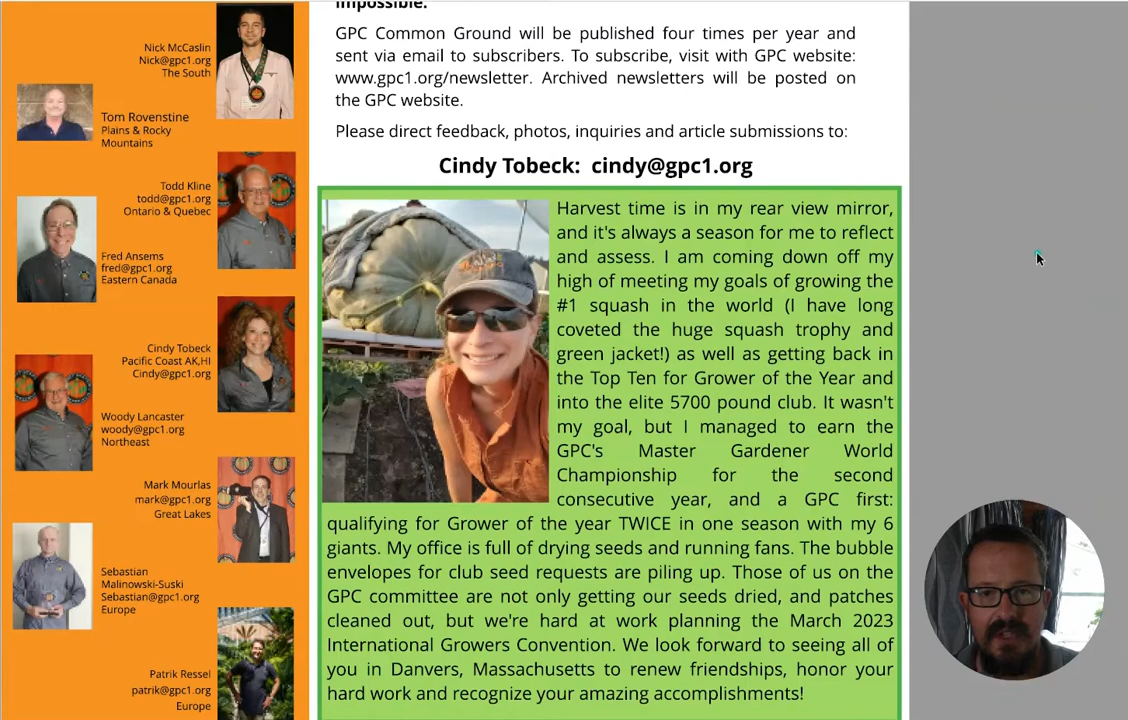 Nick McCaslin
Nick@gpc1.org
The South
Tom Rovenstine
Plains & Rocky
Mountains
Todd Kline
todd@gpc1.org
Ontario & Quebec
Fred Ansems
fred@gpc1.org
Eastern Canada
Cindy Tobeck
Pacific Coast AK,HI
Cindy@gpc1.org
Woody Lancaster
woody@gpc1.org
Northeast
Mark Mourlas
mark@gpc1.org
Great Lakes
Sebastian
Malinowski-Suski
Sebastian@gpc1.org
Europe
Patrik Ressel
patrik@gpc1.org
Europe
impossible.
GPC Common Ground will be published four times per year and
sent via email to subscribers. To subscribe, visit with GPC website:
www.gpc1.org/newsletter. Archived newsletters will be posted on
the GPC website.
Please direct feedback, photos, inquiries and article submissions to:
Cindy Tobeck: cindy@gpc1.org
Harvest time is in my rear view mirror,
and it's always a season for me to reflect
and assess. I am coming down off my
high of meeting my goals of growing the
#1 squash in the world (I have long
coveted the huge squash trophy and
green jacket!) as well as getting back in
the Top Ten for Grower of the Year and
into the elite 5700 pound club. It wasn't
my goal, but I managed to earn the
GPC's Master Gardener World
Championship for the second
consecutive year, and a GPC first:
qualifying for Grower of the year TWICE in one season with my 6
giants. My office is full of drying seeds and running fans. The bubble
envelopes for club seed requests are piling up. Those of us on the
GPC committee are not only getting our seeds dried, and patches
cleaned out, but we're hard at work planning the March 2023
International Growers Convention. We look forward to seeing all of
you in Danvers, Massachusetts to renew friendships, honor your
hard work and recognize your amazing accomplishments!